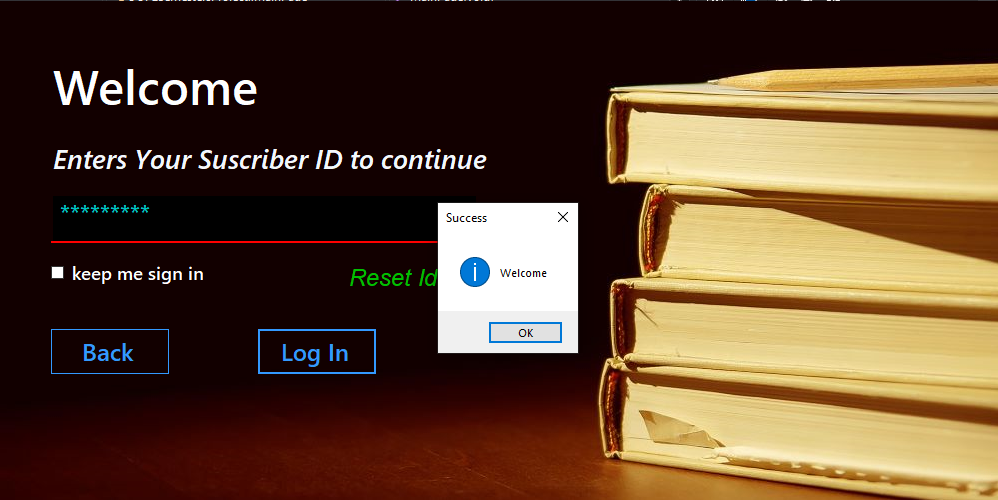 Welcome
Enters Your Suscriber ID to continue
*********
keep me sign in
Reset Id
Back
Log In
Success
Welcome
OK